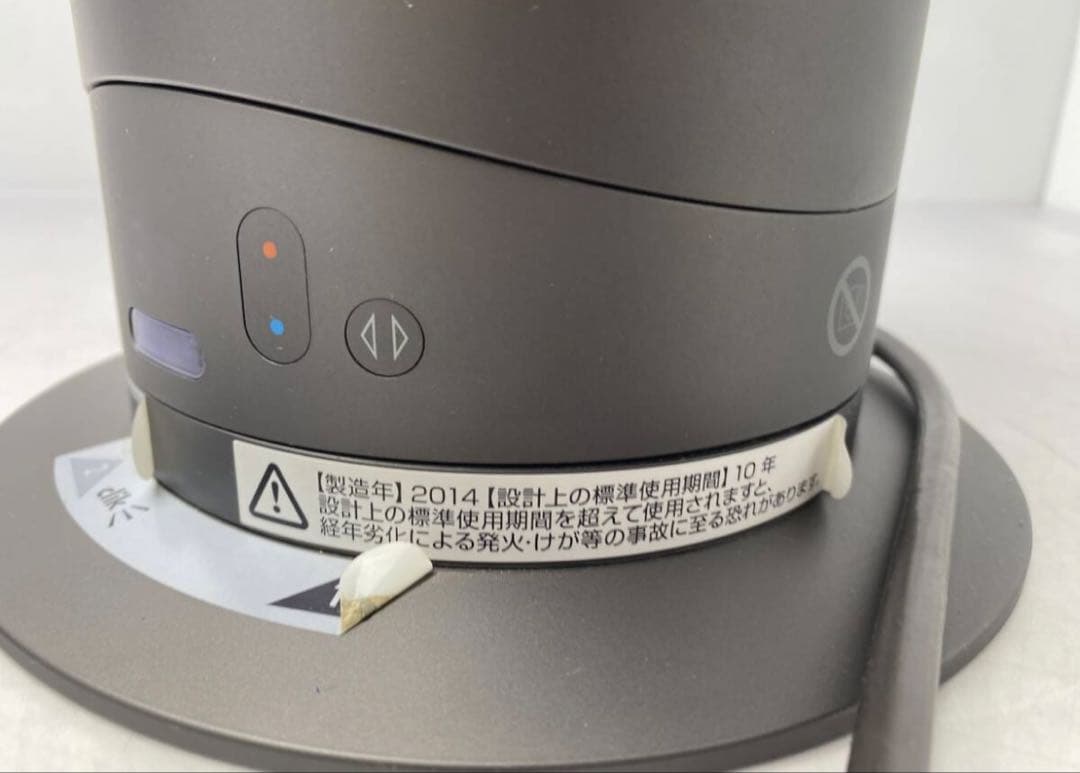 【製造年】2014【設計上の標準使用期間】10年
設計上の標準使用期間を超えて使用されますと、
経年劣化による発火・けが等の事故に至る恐れがあります。
clik